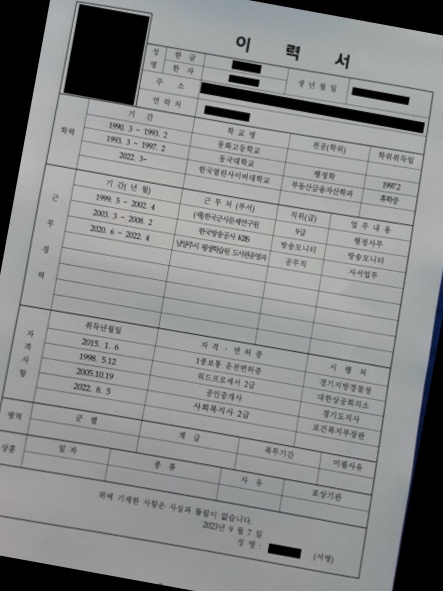 이 력 서
성 명 한 글 생 년 월 일
한 자
주 소
연 락 처
학력 기 간 학 교 명 전공(학위) 학위취득일
1990. 3 ~ 1993. 2 동화고등학교
1993. 3 ~ 1997. 2 동국대학교 행정학 1997.2
2022. 3~ 한국열린사이버대학교 부동산금융자산학과 휴학중
근 무 경 력 기 간( 년 월) 근 무 처 (부서) 직위(급) 업 무 내 용
1999. 5 ~ 2002. 4 (재)한국군사문제연구원 9급 행정사무
2003. 3 ~ 2008. 2 한국방송공사 KBS 방송모니터 방송모니터
2020. 6 ~ 2022. 4 남양주시 평생학습원 도서관운영과 공무직 사서업무
자 격 사 항 취득년월일 자 격 · 면 허 증 시 행 처
2015. 1. 6 1종보통 운전면허증 경기지방경찰청
1998. 5.12 워드프로세서 2급 대한상공회의소
2005.10.19 공인중개사 경기도지사
2022. 8. 5 사회복지사 2급 보건복지부장관
병역 군 별 계 급 복무기간 미필사유
상훈 일 자 종 류 사 유 포상기관
위에 기재한 사항은 사실과 틀림이 없습니다.
2023년 9 월 7 일
성 명 : (서명)